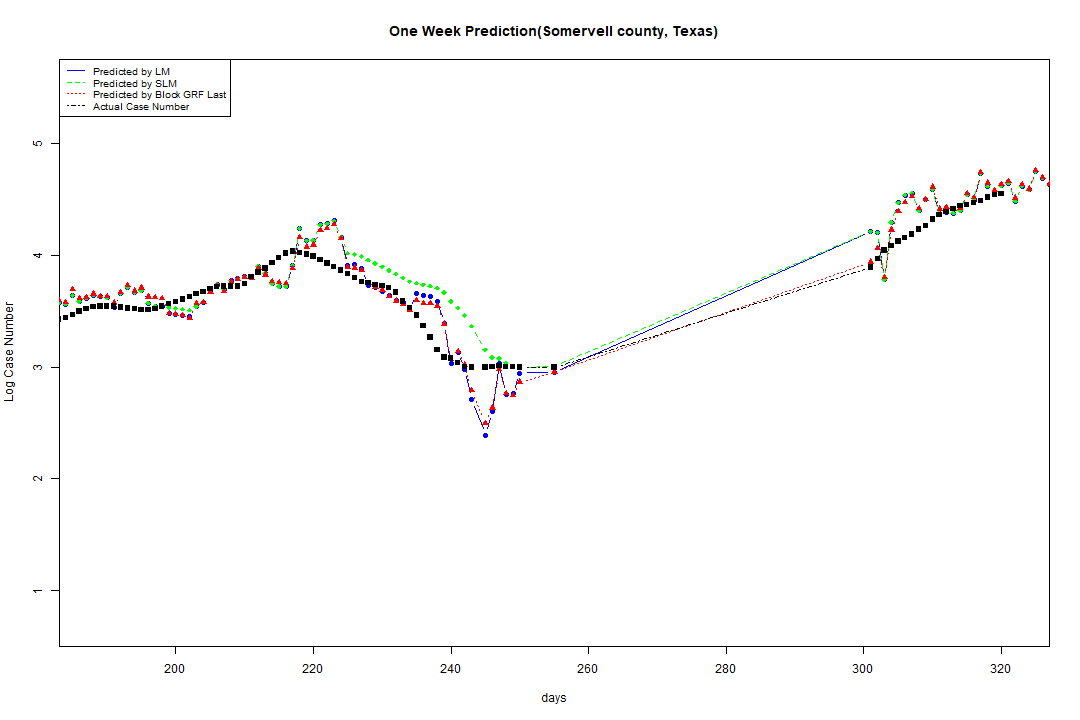 One Week Prediction(Somervell county, Texas)
Predicted by LM
Predicted by SLM
Predicted by Block GRF Last
Actual Case Number
5
4
3
2
1
Log Case Number
200 220 240 260 280 300 320
days